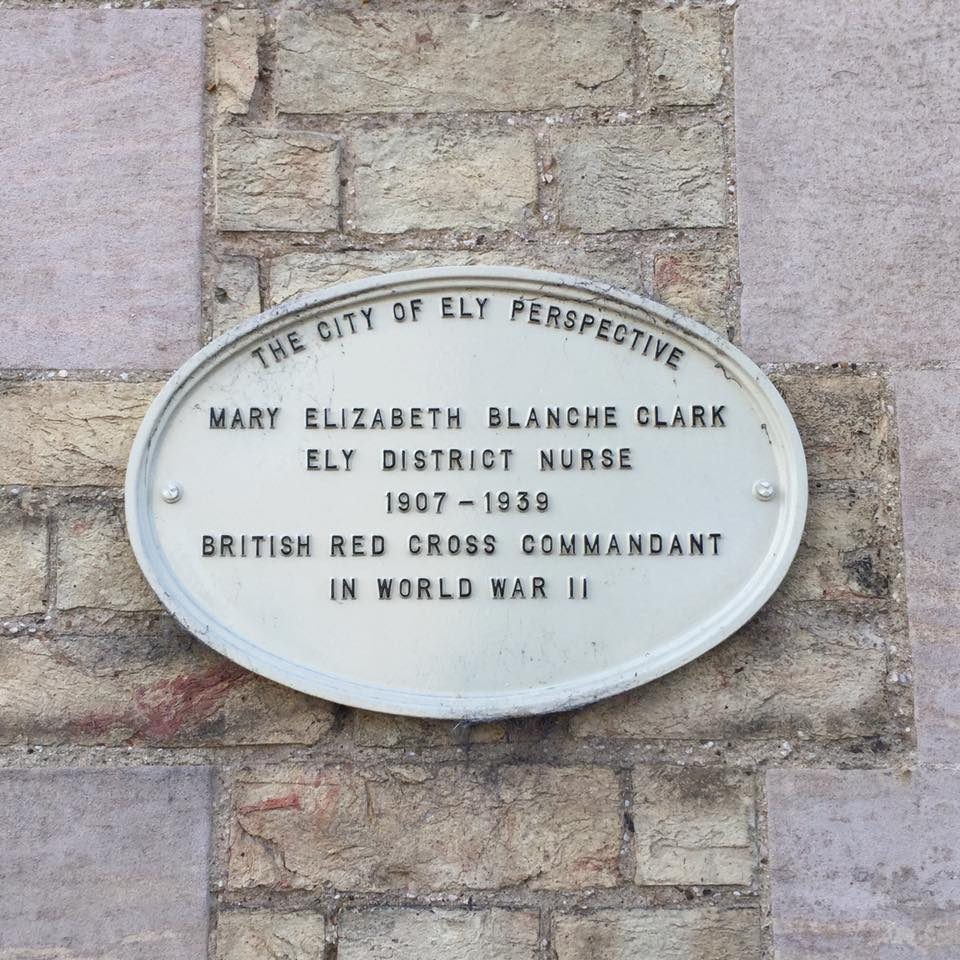 THE CITY OF ELY PERSPECTIVE
MARY ELIZABETH BLANCHE CLARK
ELY DISTRICT NURSE
1907 – 1939
BRITISH RED CROSS COMMANDANT
IN WORLD WAR II